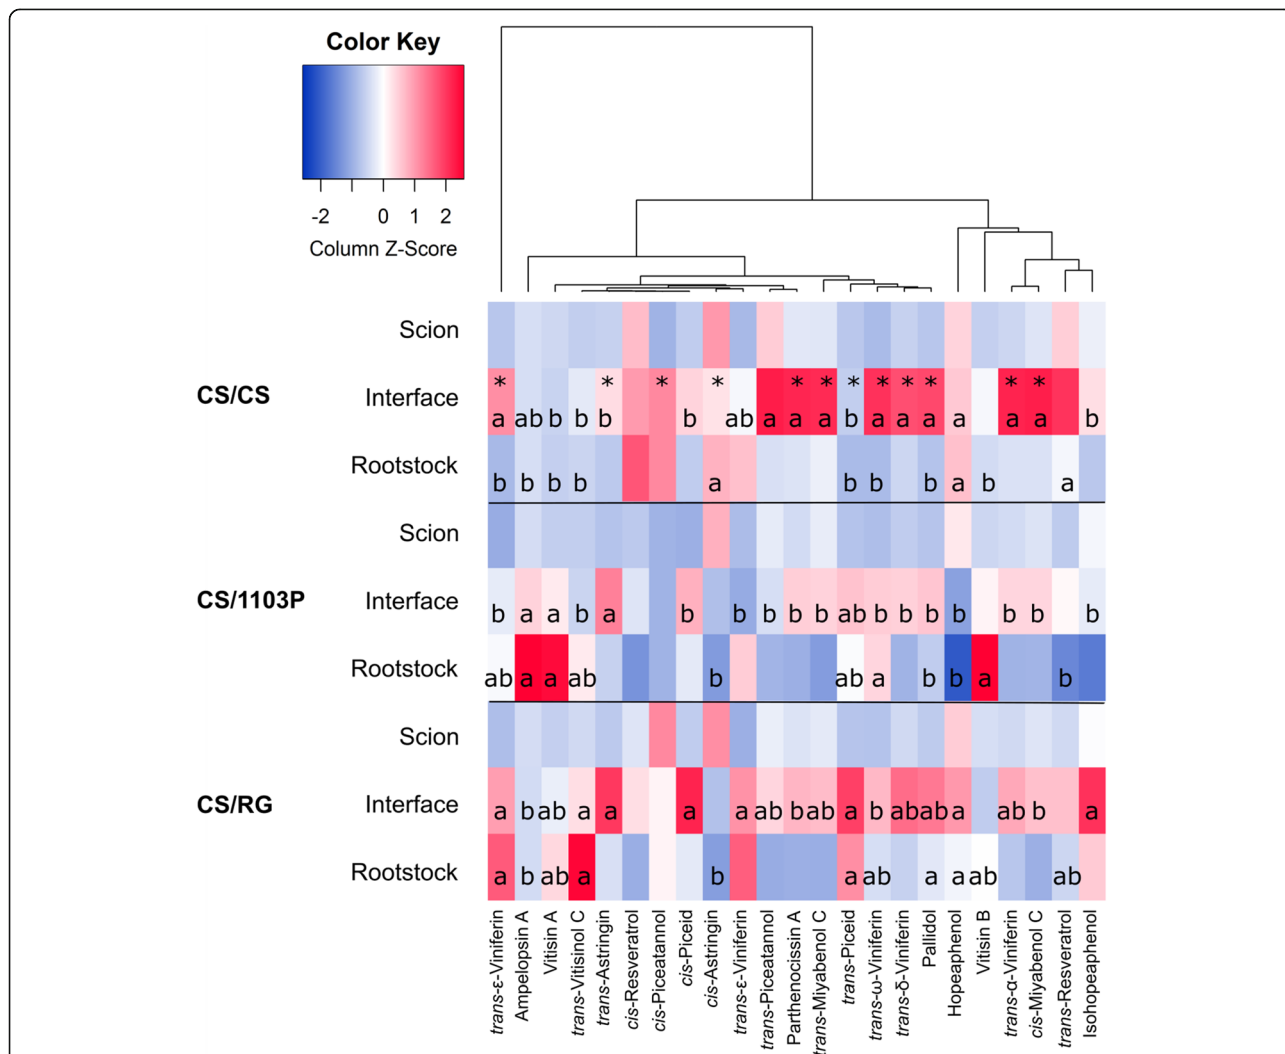 Color Key
-2 0 1 2
Column Z-Score
Scion
* * * * * * * * * * * *
CS/CS Interface
a ab b b b b ab a a a b a a a a a a b
Rootstock
b b b b a b b b a b a
Scion
CS/1103P Interface
b a a b a b b b b b ab b b b b b b b
Rootstock
ab a a ab b ab a b b a b
Scion
CS/RG Interface
a b ab a a a a ab b ab a b ab ab a ab b a
Rootstock
a b ab a b a ab a a ab ab
trans-ε-Viniferin
Ampelopsin A
Vitisin A
trans-Vitisinol C
trans-Astringin
cis-Resveratrol
cis-Piceatannol
cis-Piceid
cis-Astringin
trans-ε-Viniferin
trans-Piceatannol
Parthenocissin A
trans-Miyabenol C
trans-Piceid
trans-ω-Viniferin
trans-δ-Viniferin
Pallidol
Hopeaphenol
Vitisin B
trans-α-Viniferin
cis-Miyabenol C
trans-Resveratrol
Isohopeaphenol